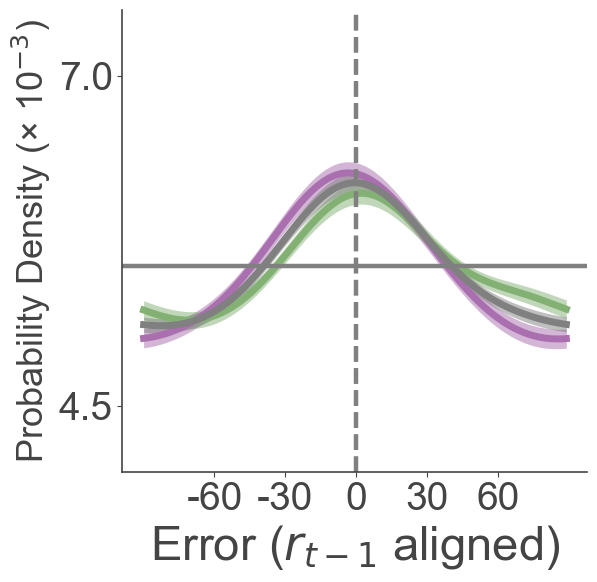 Probability Density (× 10⁻³)
7.0
4.5
-60 -30 0 30 60
Error (rₜ₋₁ aligned)